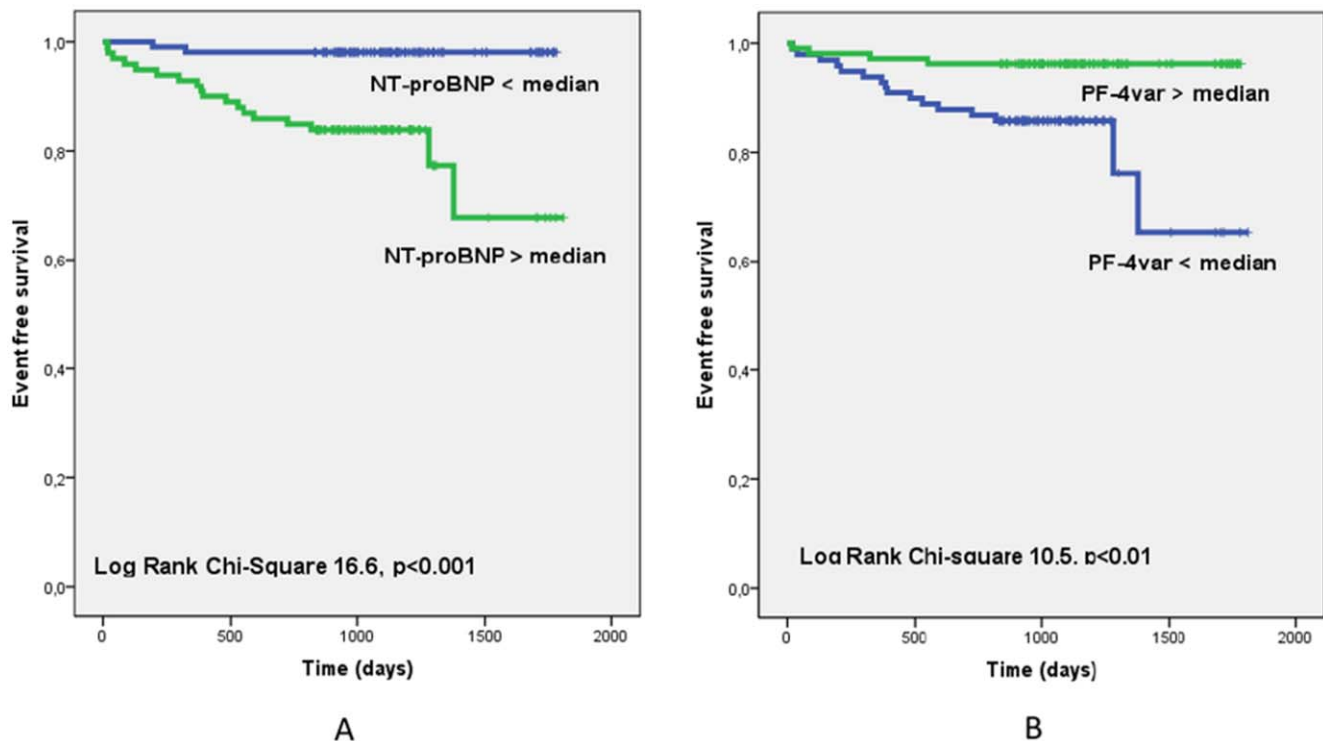 Event free survival
1,0
0,8
0,6
0,4
0,2
0,0
NT-proBNP < median
NT-proBNP > median
Log Rank Chi-Square 16.6, p<0.001
0 500 1000 1500 2000
Time (days)
A
Event free survival
1,0
0,8
0,6
0,4
0,2
0,0
PF-4var > median
PF-4var < median
Log Rank Chi-square 10.5. p<0.01
0 500 1000 1500 2000
Time (days)
B